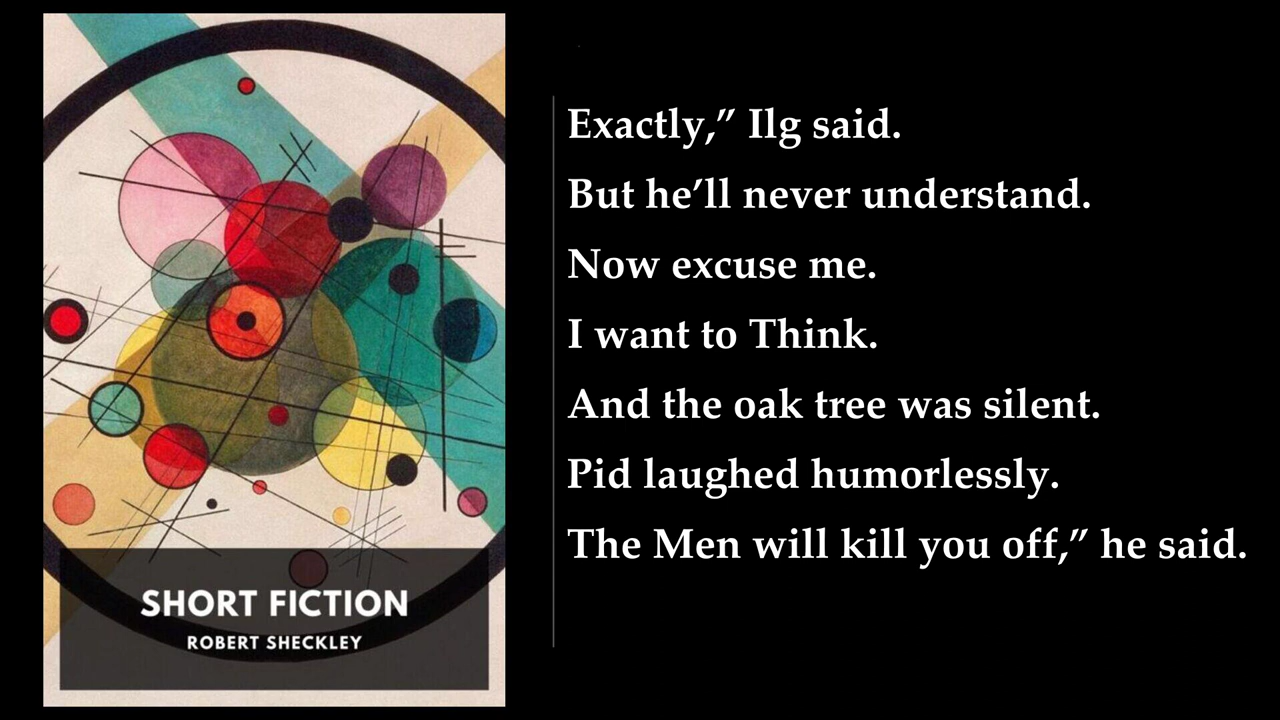 SHORT FICTION
ROBERT SHECKLEY
Exactly,” Ilg said.
But he’ll never understand.
Now excuse me.
I want to Think.
And the oak tree was silent.
Pid laughed humorlessly.
The Men will kill you off,” he said.